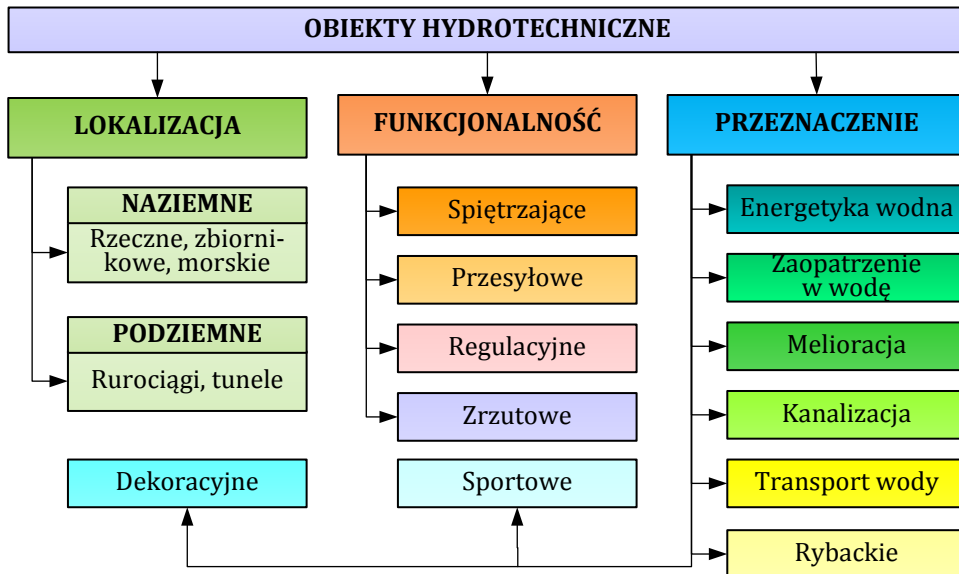 OBIEKTY HYDROTECHNICZNE
LOKALIZACJA
NAZIEMNE
Rzeczne, zbiorni-
kowe, morskie
PODZIEMNE
Rurociągi, tunele
Dekoracyjne
FUNKCJONALNOŚĆ
Spiętrzające
Przesyłowe
Regulacyjne
Zrzutowe
Sportowe
PRZEZNACZENIE
Energetyka wodna
Zaopatrzenie
w wodę
Melioracja
Kanalizacja
Transport wody
Rybackie